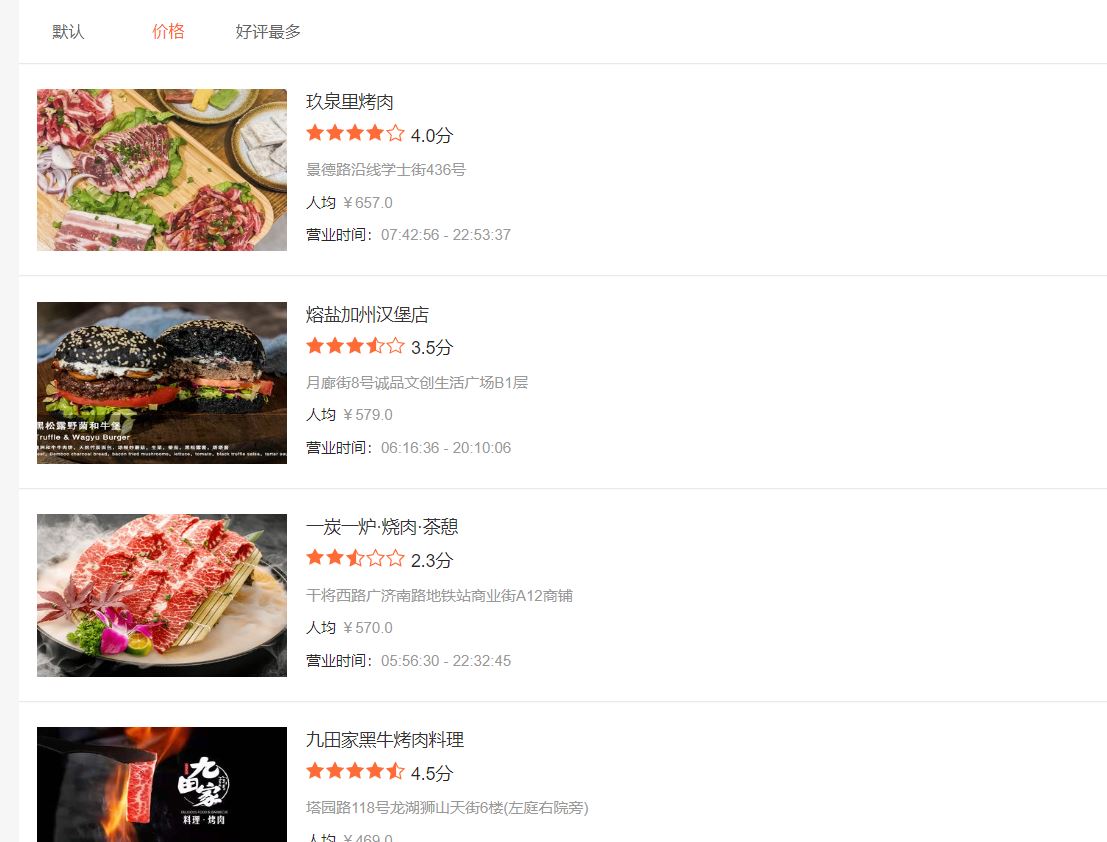 默认 价格 好评最多
玖泉里烤肉
4.0分
景德路沿线学士街436号
人均 ￥657.0
营业时间：07:42:56 - 22:53:37
熔盐加州汉堡店
3.5分
月廊街8号诚品文创生活广场B1层
人均 ￥579.0
营业时间：06:16:36 - 20:10:06
黑松露野菌和牛堡
Truffle & Wagyu Burger
一炭一炉·烧肉·茶憩
2.3分
干将西路广济南路地铁站商业街A12商铺
人均 ￥570.0
营业时间：05:56:30 - 22:32:45
九田家黑牛烤肉料理
4.5分
塔园路118号龙湖狮山天街6楼(左庭右院旁)
人均 ￥469.0
九田家
料理·烤肉